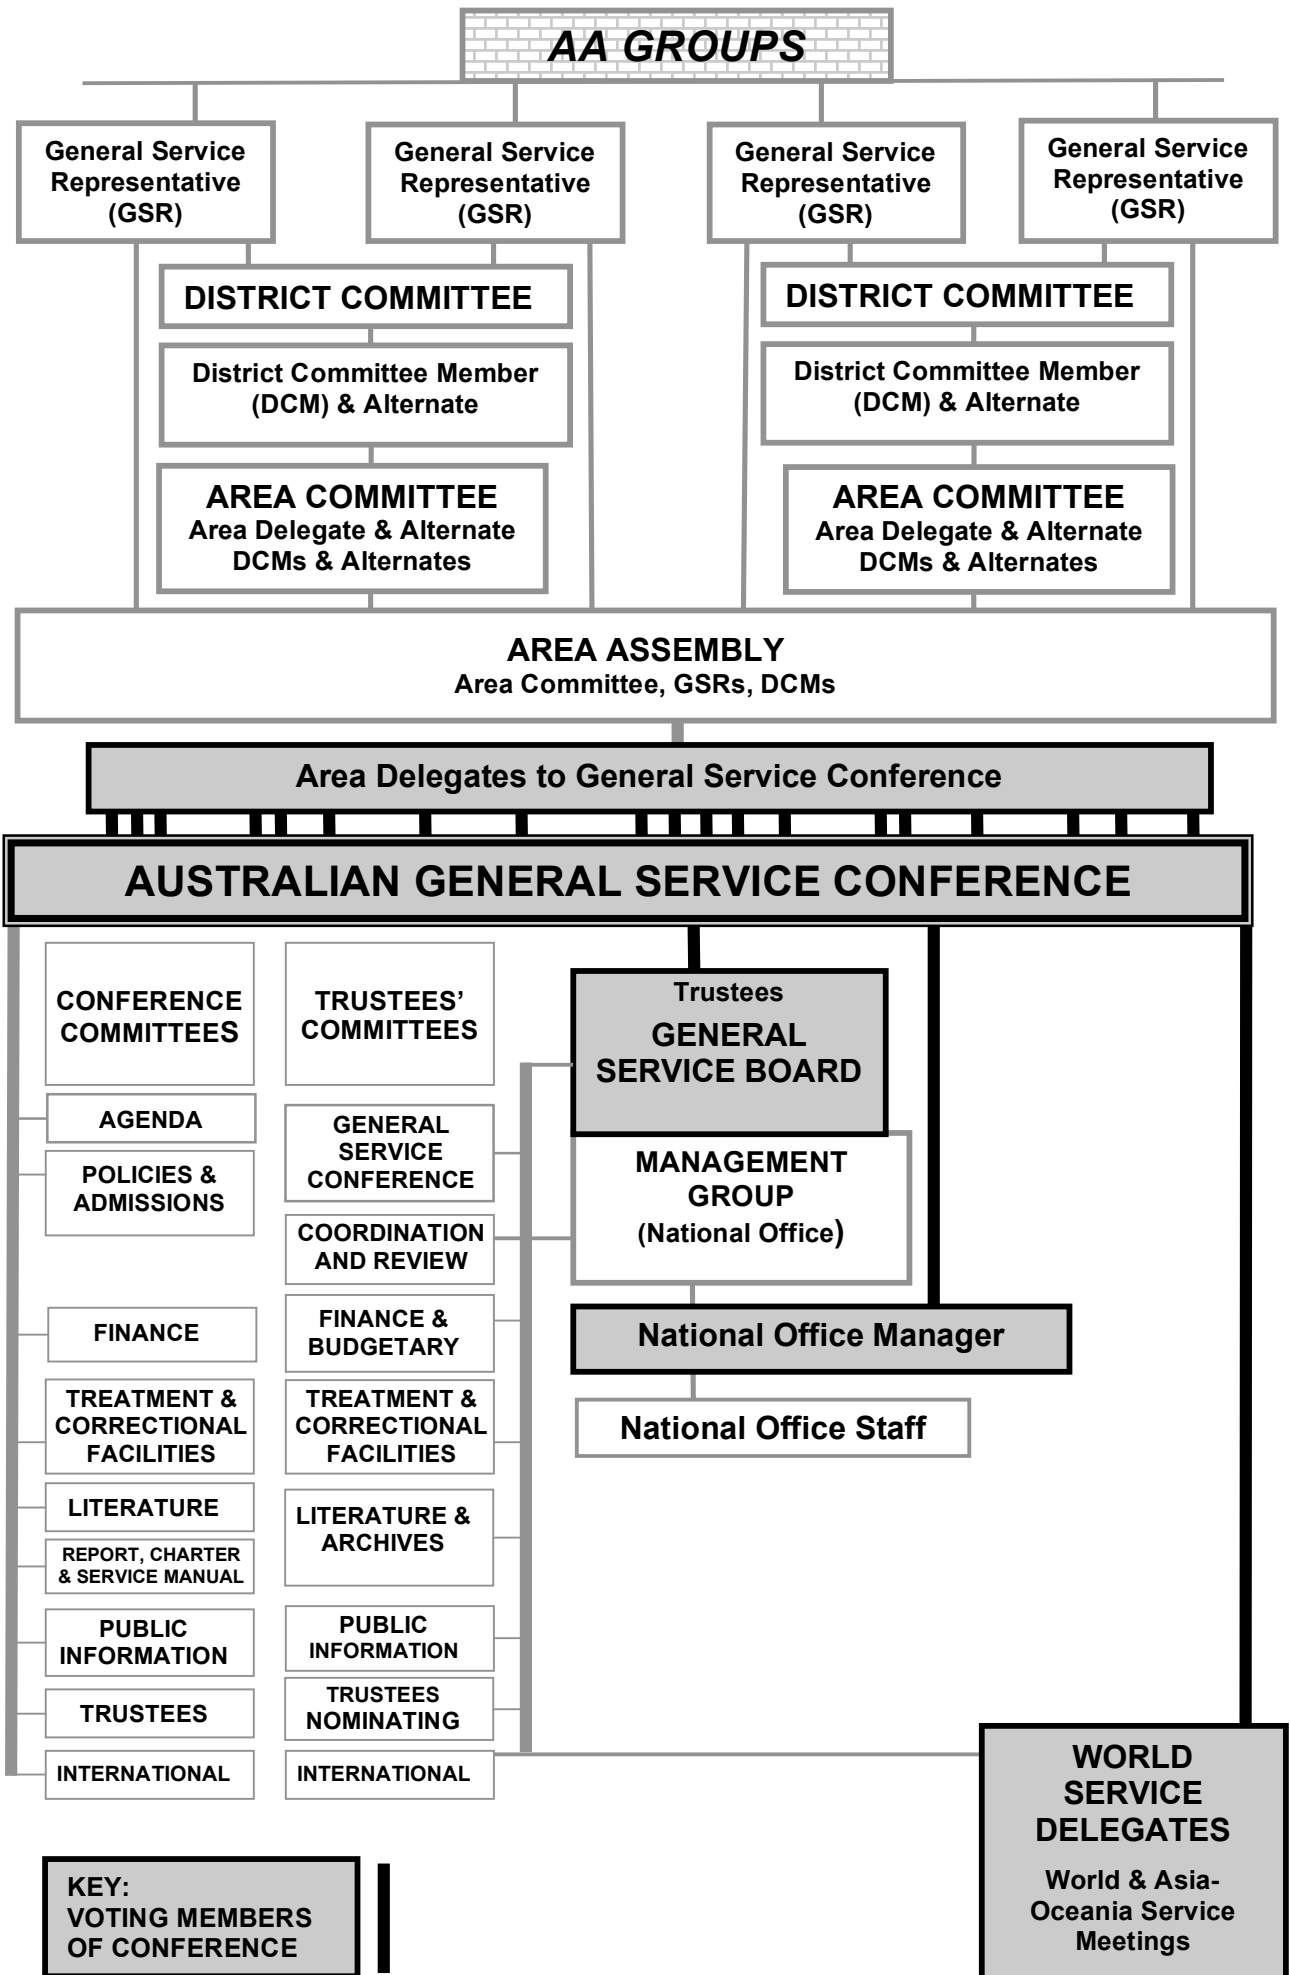 AA GROUPS
General Service
Representative
(GSR)
General Service
Representative
(GSR)
General Service
Representative
(GSR)
General Service
Representative
(GSR)
DISTRICT COMMITTEE
DISTRICT COMMITTEE
District Committee Member
(DCM) & Alternate
District Committee Member
(DCM) & Alternate
AREA COMMITTEE
Area Delegate & Alternate
DCMs & Alternates
AREA COMMITTEE
Area Delegate & Alternate
DCMs & Alternates
AREA ASSEMBLY
Area Committee, GSRs, DCMs
Area Delegates to General Service Conference
AUSTRALIAN GENERAL SERVICE CONFERENCE
CONFERENCE
COMMITTEES
AGENDA
POLICIES &
ADMISSIONS
FINANCE
TREATMENT &
CORRECTIONAL
FACILITIES
LITERATURE
REPORT, CHARTER
& SERVICE MANUAL
PUBLIC
INFORMATION
TRUSTEES
INTERNATIONAL
TRUSTEES’
COMMITTEES
GENERAL
SERVICE
CONFERENCE
COORDINATION
AND REVIEW
FINANCE &
BUDGETARY
TREATMENT &
CORRECTIONAL
FACILITIES
LITERATURE &
ARCHIVES
PUBLIC
INFORMATION
TRUSTEES
NOMINATING
INTERNATIONAL
Trustees
GENERAL
SERVICE BOARD
MANAGEMENT
GROUP
(National Office)
National Office Manager
National Office Staff
WORLD
SERVICE
DELEGATES
World & Asia-
Oceania Service
Meetings
KEY:
VOTING MEMBERS
OF CONFERENCE